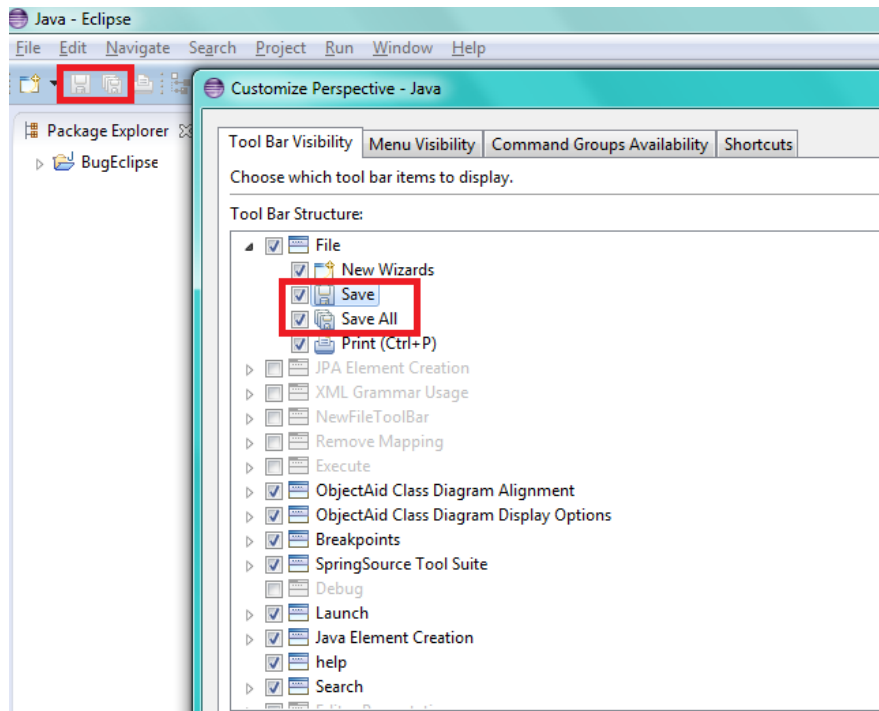 Java - Eclipse
File Edit Navigate Search Project Run Window Help
Customize Perspective - Java
Package Explorer
BugEclipse
Tool Bar Visibility Menu Visibility Command Groups Availability Shortcuts
Choose which tool bar items to display.
Tool Bar Structure:
File
New Wizards
Save
Save All
Print (Ctrl+P)
JPA Element Creation
XML Grammar Usage
NewFileToolBar
Remove Mapping
Execute
ObjectAid Class Diagram Alignment
ObjectAid Class Diagram Display Options
Breakpoints
SpringSource Tool Suite
Debug
Launch
Java Element Creation
help
Search